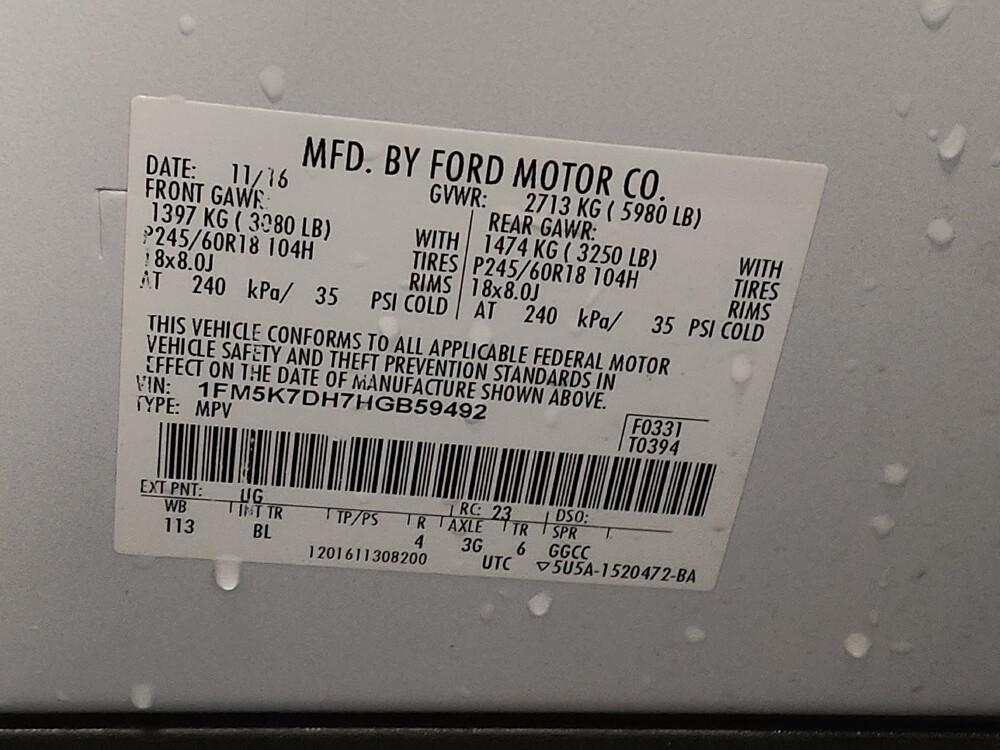 MFD. BY FORD MOTOR CO.
DATE: 11/16 GVWR: 2713 KG ( 5980 LB)
FRONT GAWR: REAR GAWR:
1397 KG ( 3080 LB) WITH 1474 KG ( 3250 LB) WITH
P245/60R18 104H TIRES P245/60R18 104H TIRES
18x8.0J RIMS 18x8.0J RIMS
AT 240 kPa/ 35 PSI COLD AT 240 kPa/ 35 PSI COLD
THIS VEHICLE CONFORMS TO ALL APPLICABLE FEDERAL MOTOR
VEHICLE SAFETY AND THEFT PREVENTION STANDARDS IN
EFFECT ON THE DATE OF MANUFACTURE SHOWN ABOVE.
VIN: 1FM5K7DH7HGB59492
TYPE: MPV
F0331
T0394
EXT PNT: UG RC: 23 DSO:
WB INT TR TP/PS R AXLE TR SPR
113 BL 4 3G 6 GGCC
1201611308200 UTC ▽5U5A-1520472-BA